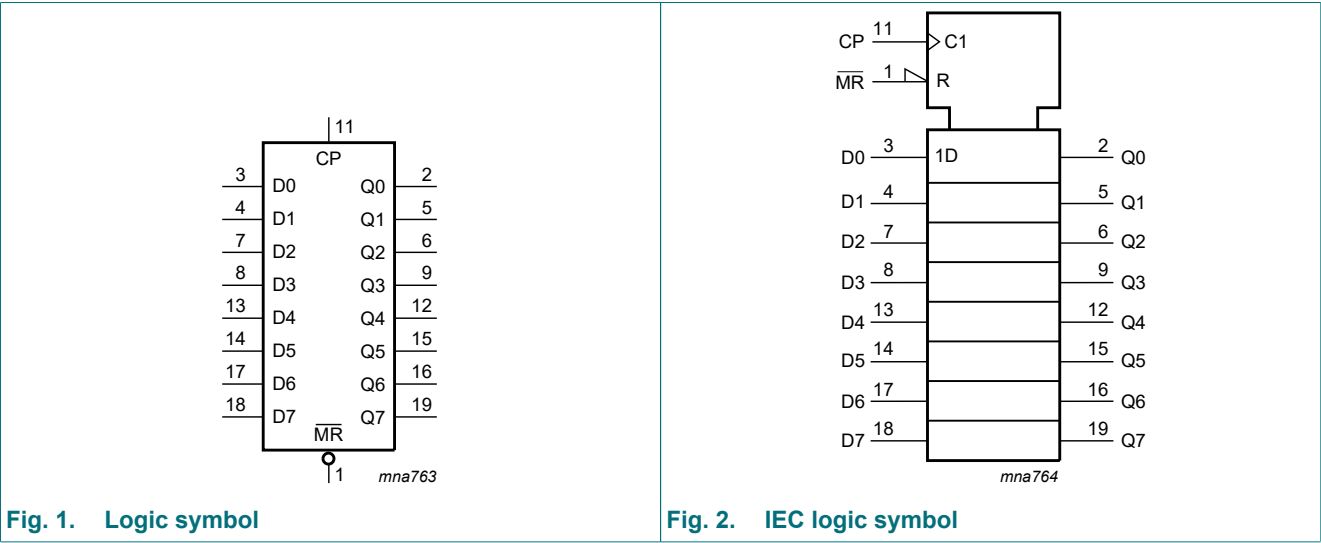 11
CP
3 D0 Q0 2
4 D1 Q1 5
7 D2 Q2 6
8 D3 Q3 9
13 D4 Q4 12
14 D5 Q5 15
17 D6 Q6 16
18 D7 Q7 19
M̅R̅
1 mna763
Fig. 1. Logic symbol
CP 11 C1
M̅R̅ 1 R
D0 3 1D 2 Q0
D1 4 5 Q1
D2 7 6 Q2
D3 8 9 Q3
D4 13 12 Q4
D5 14 15 Q5
D6 17 16 Q6
D7 18 19 Q7
mna764
Fig. 2. IEC logic symbol